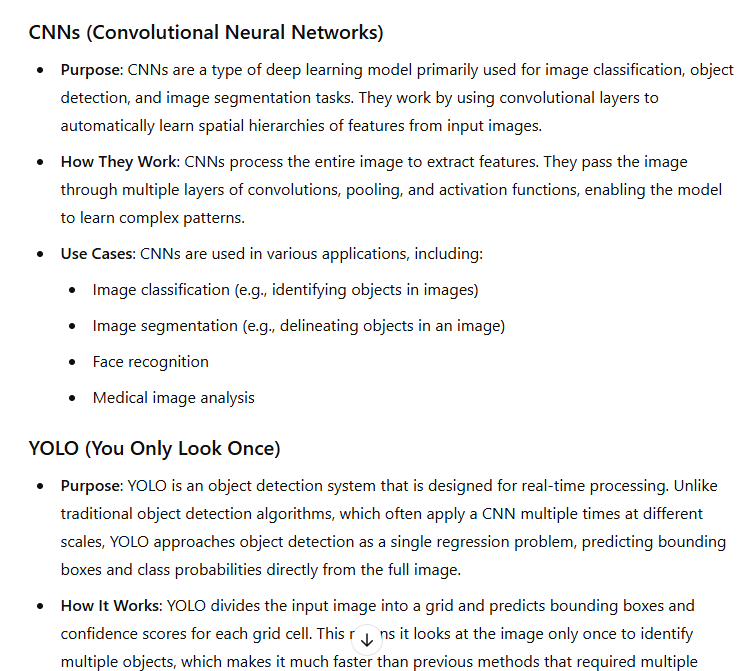 CNNs (Convolutional Neural Networks)
Purpose: CNNs are a type of deep learning model primarily used for image classification, object
detection, and image segmentation tasks. They work by using convolutional layers to
automatically learn spatial hierarchies of features from input images.
How They Work: CNNs process the entire image to extract features. They pass the image
through multiple layers of convolutions, pooling, and activation functions, enabling the model
to learn complex patterns.
Use Cases: CNNs are used in various applications, including:
Image classification (e.g., identifying objects in images)
Image segmentation (e.g., delineating objects in an image)
Face recognition
Medical image analysis
YOLO (You Only Look Once)
Purpose: YOLO is an object detection system that is designed for real-time processing. Unlike
traditional object detection algorithms, which often apply a CNN multiple times at different
scales, YOLO approaches object detection as a single regression problem, predicting bounding
boxes and class probabilities directly from the full image.
How It Works: YOLO divides the input image into a grid and predicts bounding boxes and
confidence scores for each grid cell. This it looks at the image only once to identify
multiple objects, which makes it much faster than previous methods that required multiple